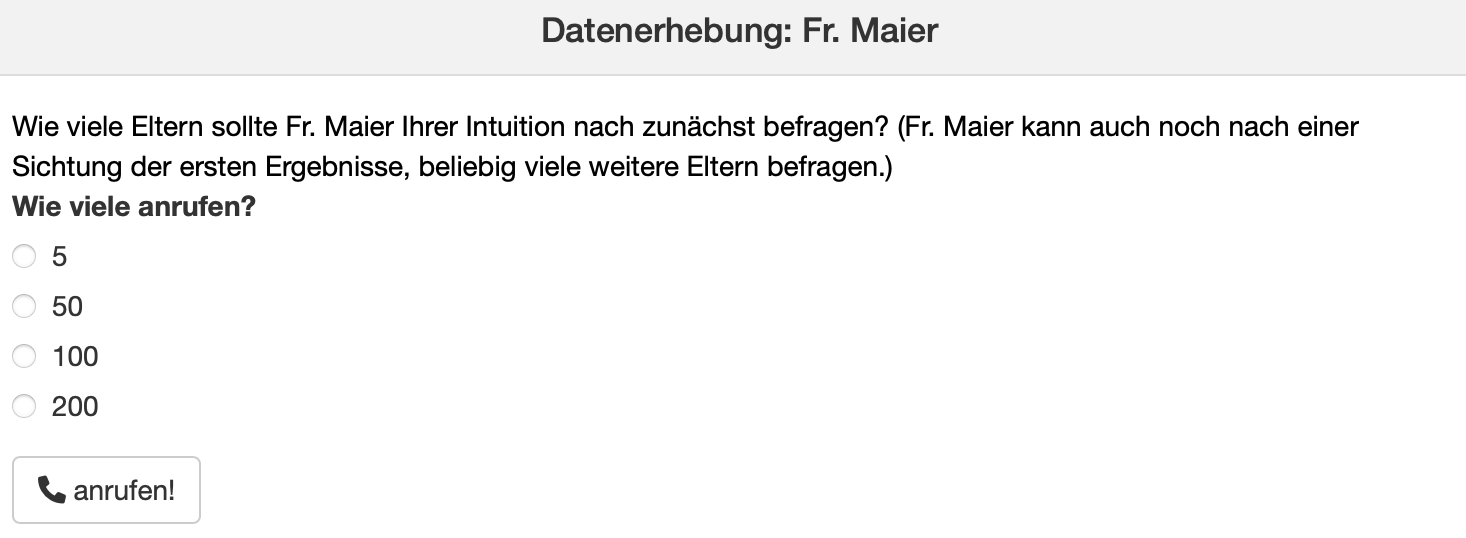 Datenerhebung: Fr. Maier
Wie viele Eltern sollte Fr. Maier Ihrer Intuition nach zunächst befragen? (Fr. Maier kann auch noch nach einer
Sichtung der ersten Ergebnisse, beliebig viele weitere Eltern befragen.)
Wie viele anrufen?
5
50
100
200
anrufen!